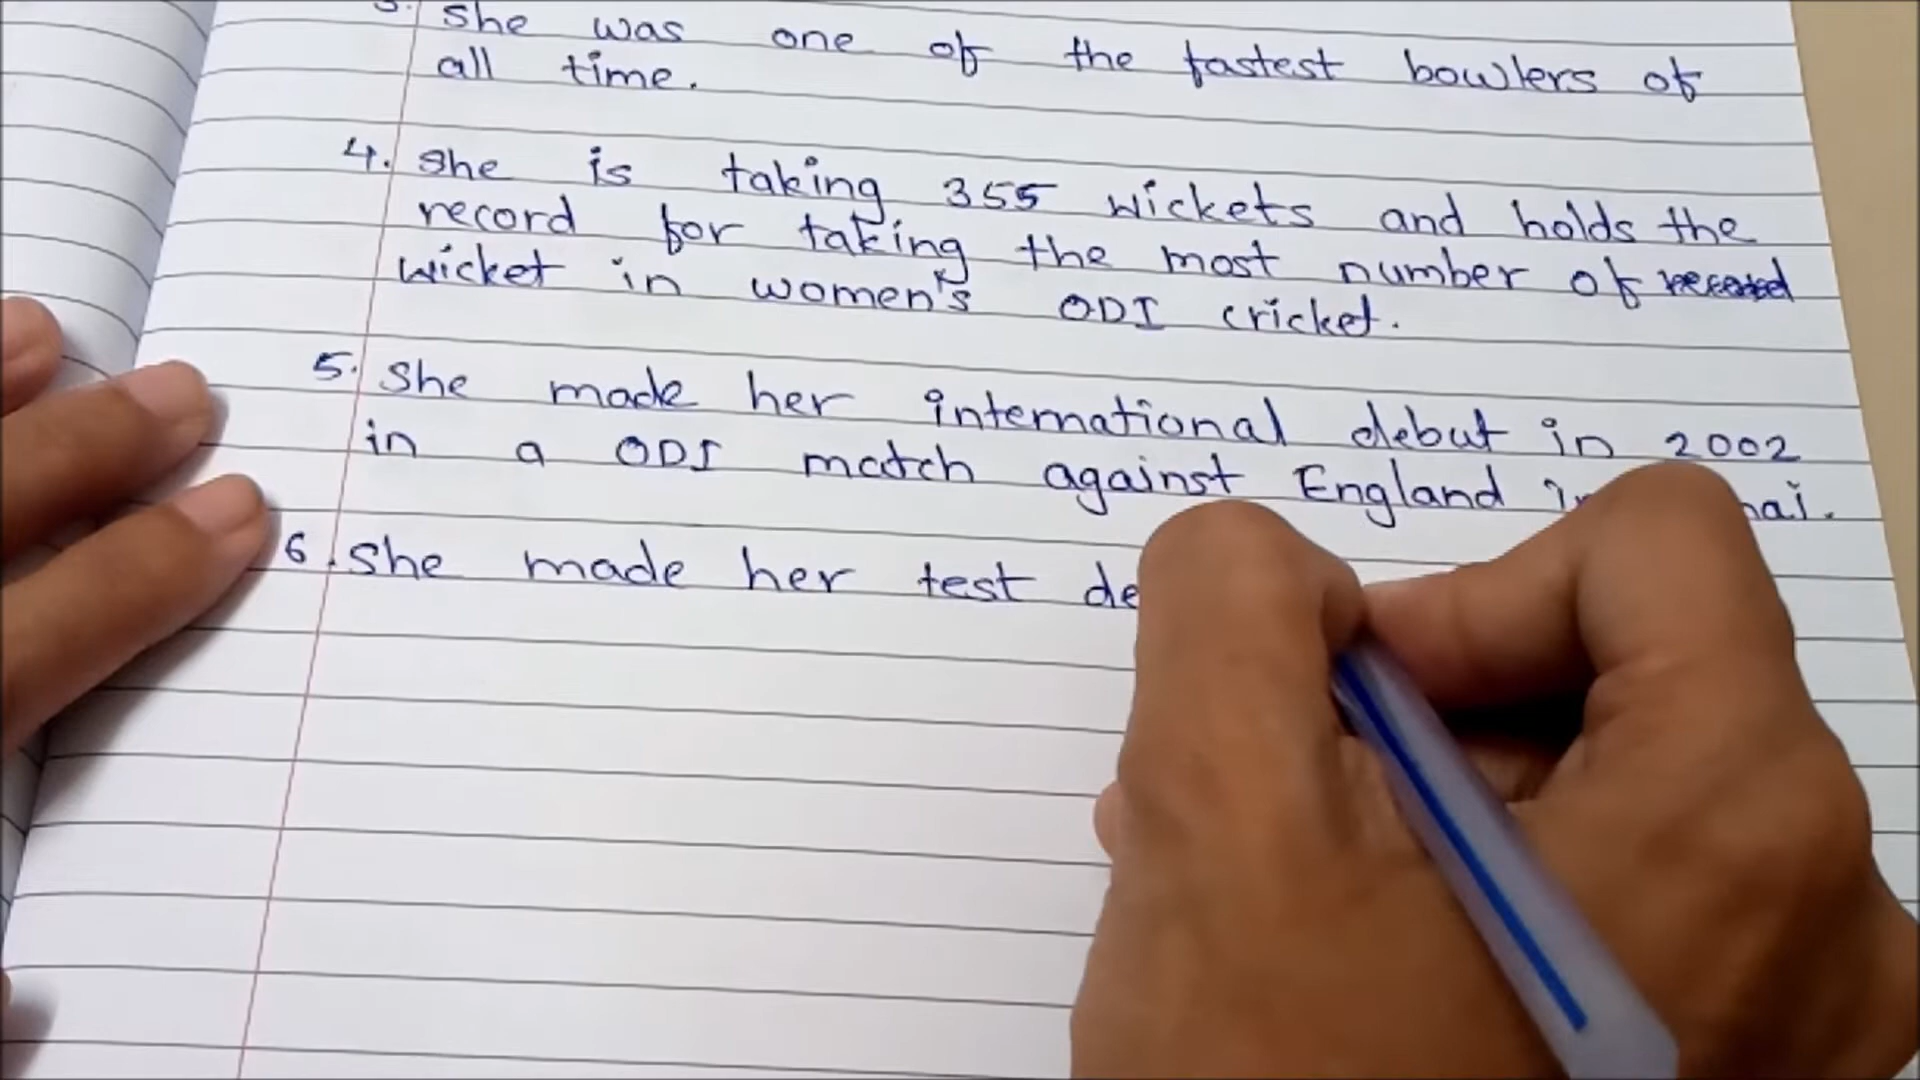 3. She was one of the fastest bowlers of
all time.
4. She is taking 355 wickets and holds the
record for taking the most number of
wicket in women's ODI cricket.
5. She made her international debut in 2002
in a ODI match against England
6. She made her test